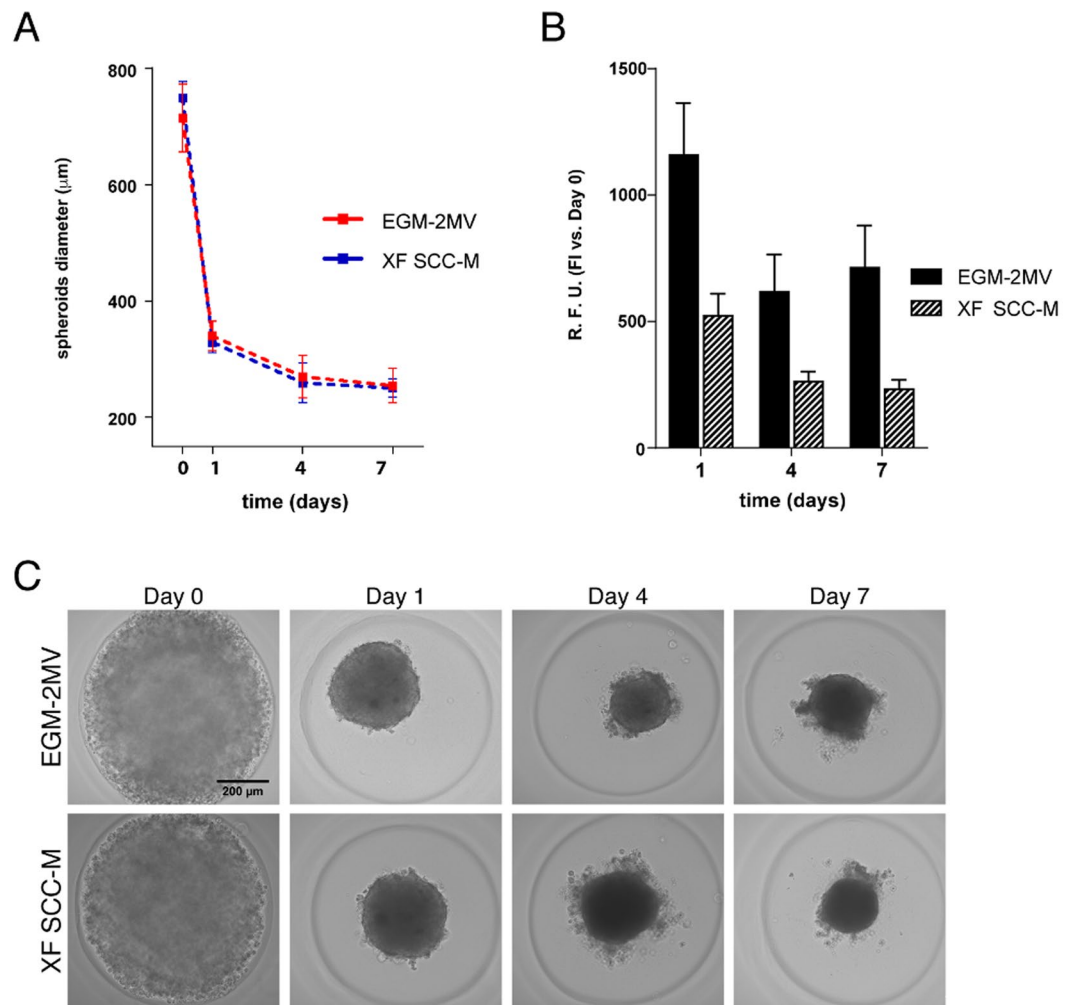 A
800
600
400
200
spheroids diameter (μm)
0 1 4 7
time (days)
EGM-2MV
XF SCC-M
B
1500
1000
500
0
R. F. U. (FI vs. Day 0)
1 4 7
time (days)
EGM-2MV
XF SCC-M
C
Day 0 Day 1 Day 4 Day 7
EGM-2MV
200 μm
XF SCC-M